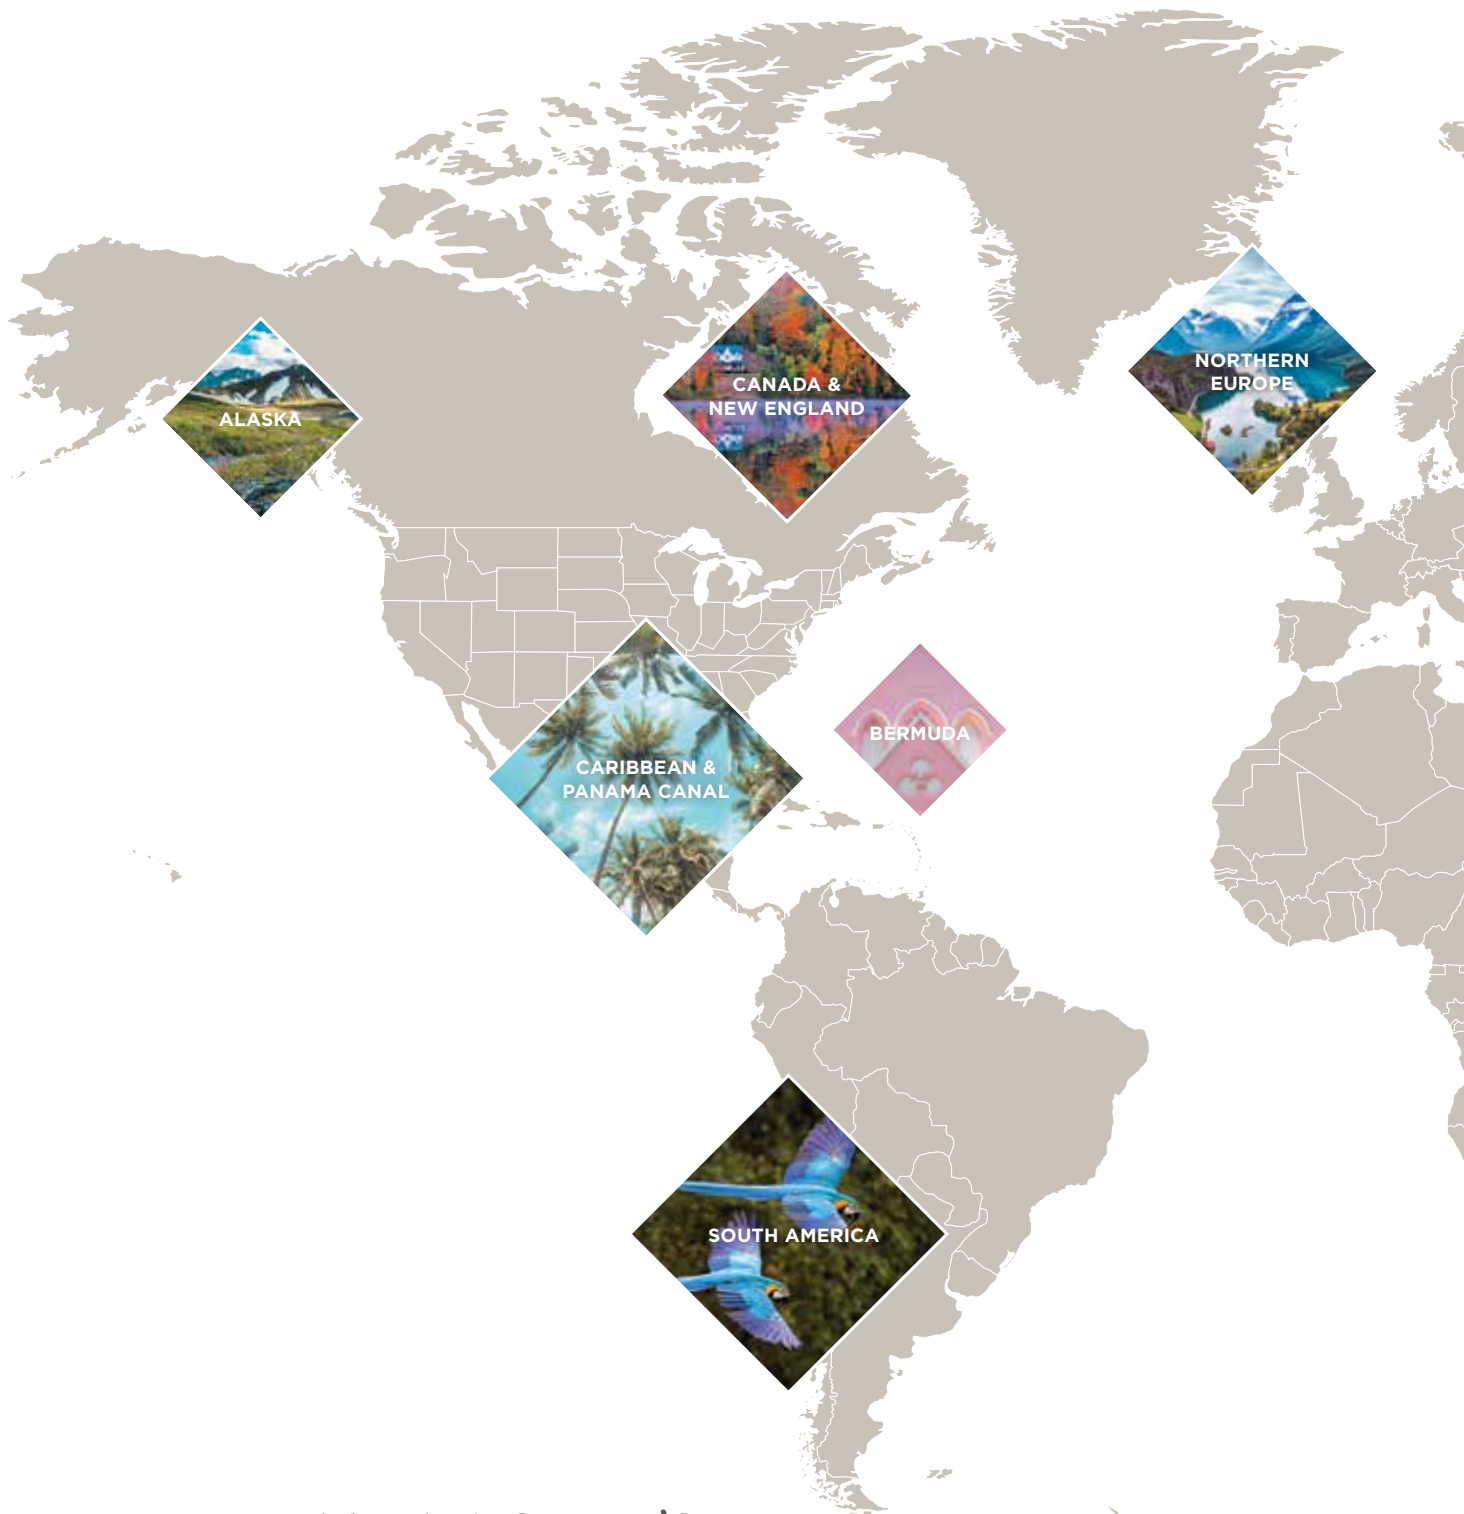 NORTHERN
EUROPE
CANADA &
NEW ENGLAND
ALASKA
BERMUDA
CARIBBEAN &
PANAMA CANAL
SOUTH AMERICA